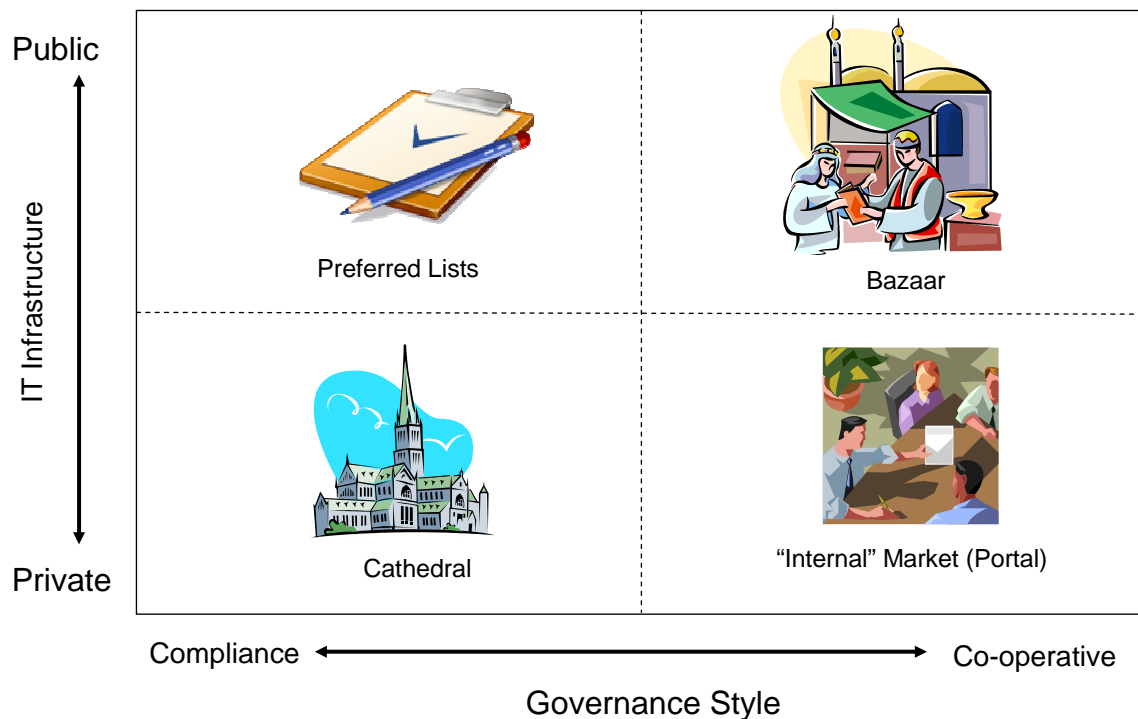 Public
IT Infrastructure
Private
Preferred Lists
Bazaar
Cathedral
“Internal” Market (Portal)
Compliance
Co-operative
Governance Style